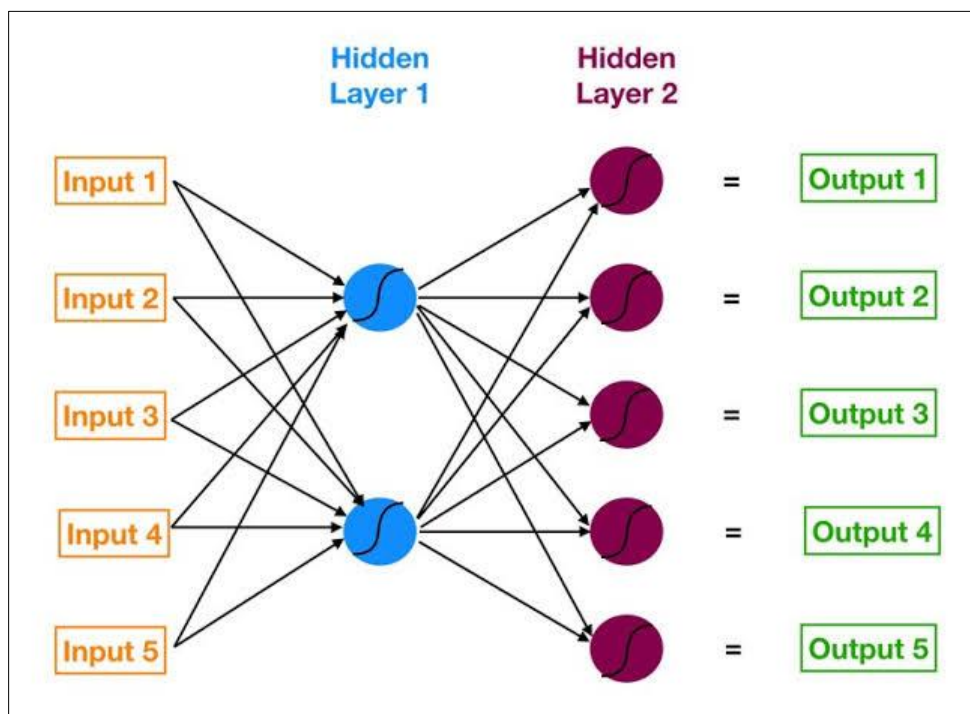 Hidden
Layer 1
Hidden
Layer 2
Input 1
=
Output 1
Input 2
=
Output 2
Input 3
=
Output 3
Input 4
=
Output 4
Input 5
=
Output 5